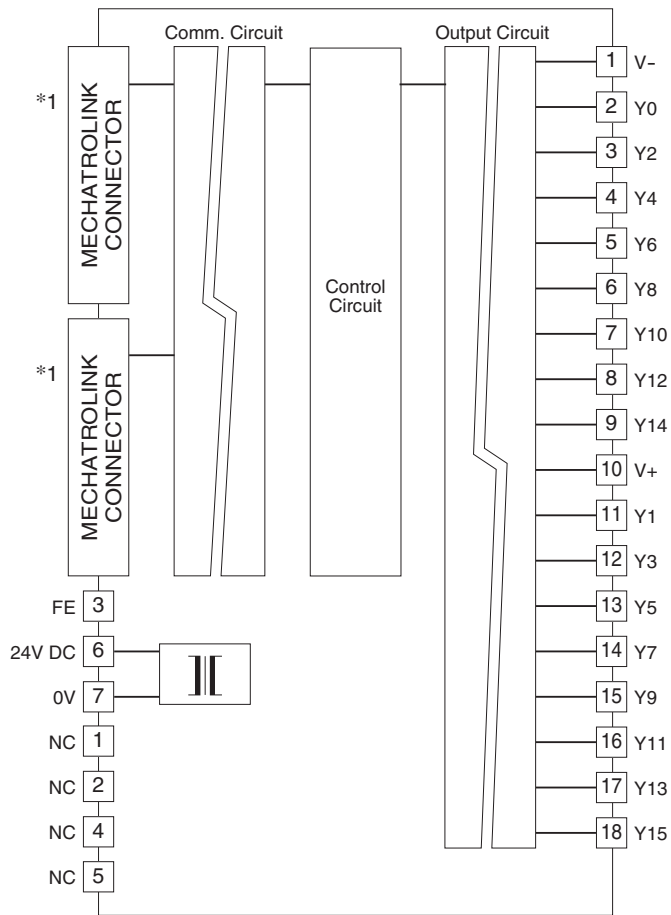 Comm. Circuit
Output Circuit
*1
MECHATROLINK
CONNECTOR
*1
MECHATROLINK
CONNECTOR
Control
Circuit
FE 3
24V DC 6
0V 7
NC 1
NC 2
NC 4
NC 5
1 V-
2 Y0
3 Y2
4 Y4
5 Y6
6 Y8
7 Y10
8 Y12
9 Y14
10 V+
11 Y1
12 Y3
13 Y5
14 Y7
15 Y9
16 Y11
17 Y13
18 Y15